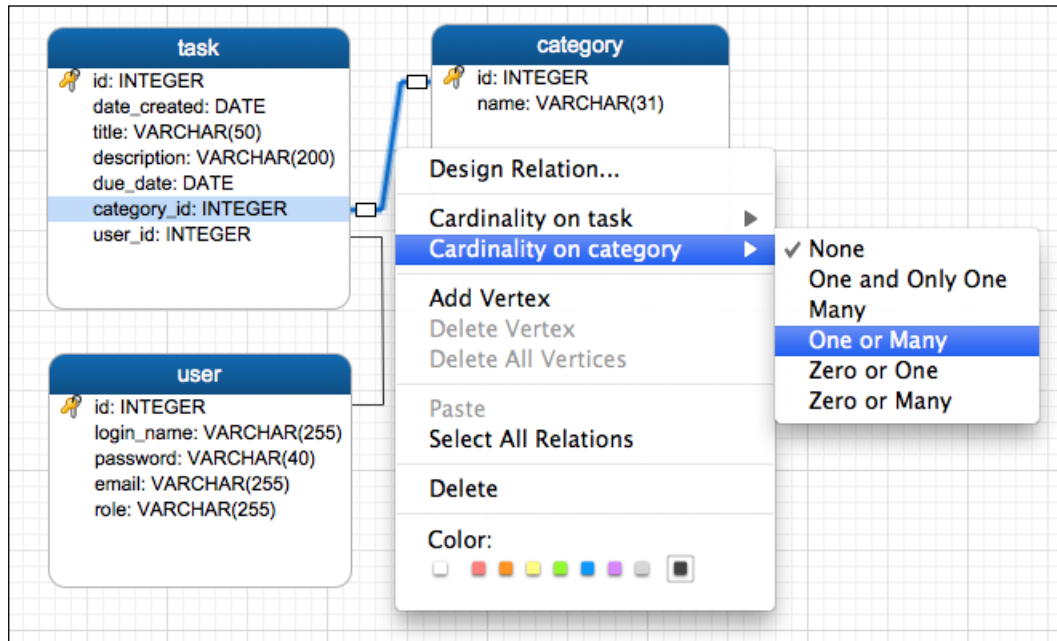 task
id: INTEGER
date_created: DATE
title: VARCHAR(50)
description: VARCHAR(200)
due_date: DATE
category_id: INTEGER
user_id: INTEGER
category
id: INTEGER
name: VARCHAR(31)
user
id: INTEGER
login_name: VARCHAR(255)
password: VARCHAR(40)
email: VARCHAR(255)
role: VARCHAR(255)
Design Relation...
Cardinality on task
Cardinality on category
Add Vertex
Delete Vertex
Delete All Vertices
Paste
Select All Relations
Delete
Color:
None
One and Only One
Many
One or Many
Zero or One
Zero or Many